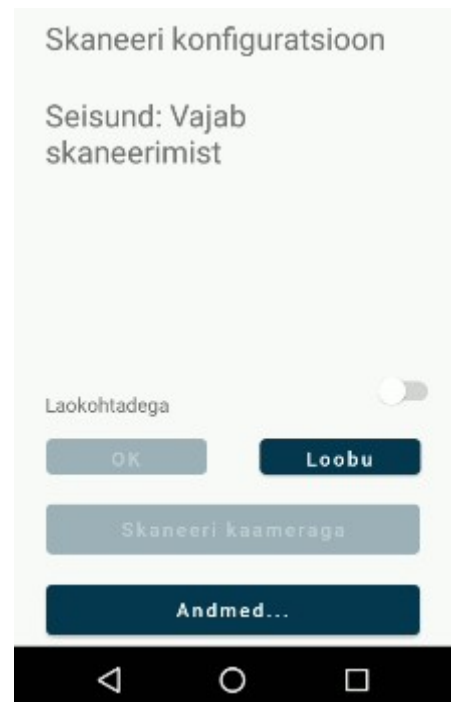 Skaneeri konfiguratsioon
Seisund: Vajab
skaneerimist
Laokohtadega
OK
Loobu
Skaneeri kaameraga
Andmed...